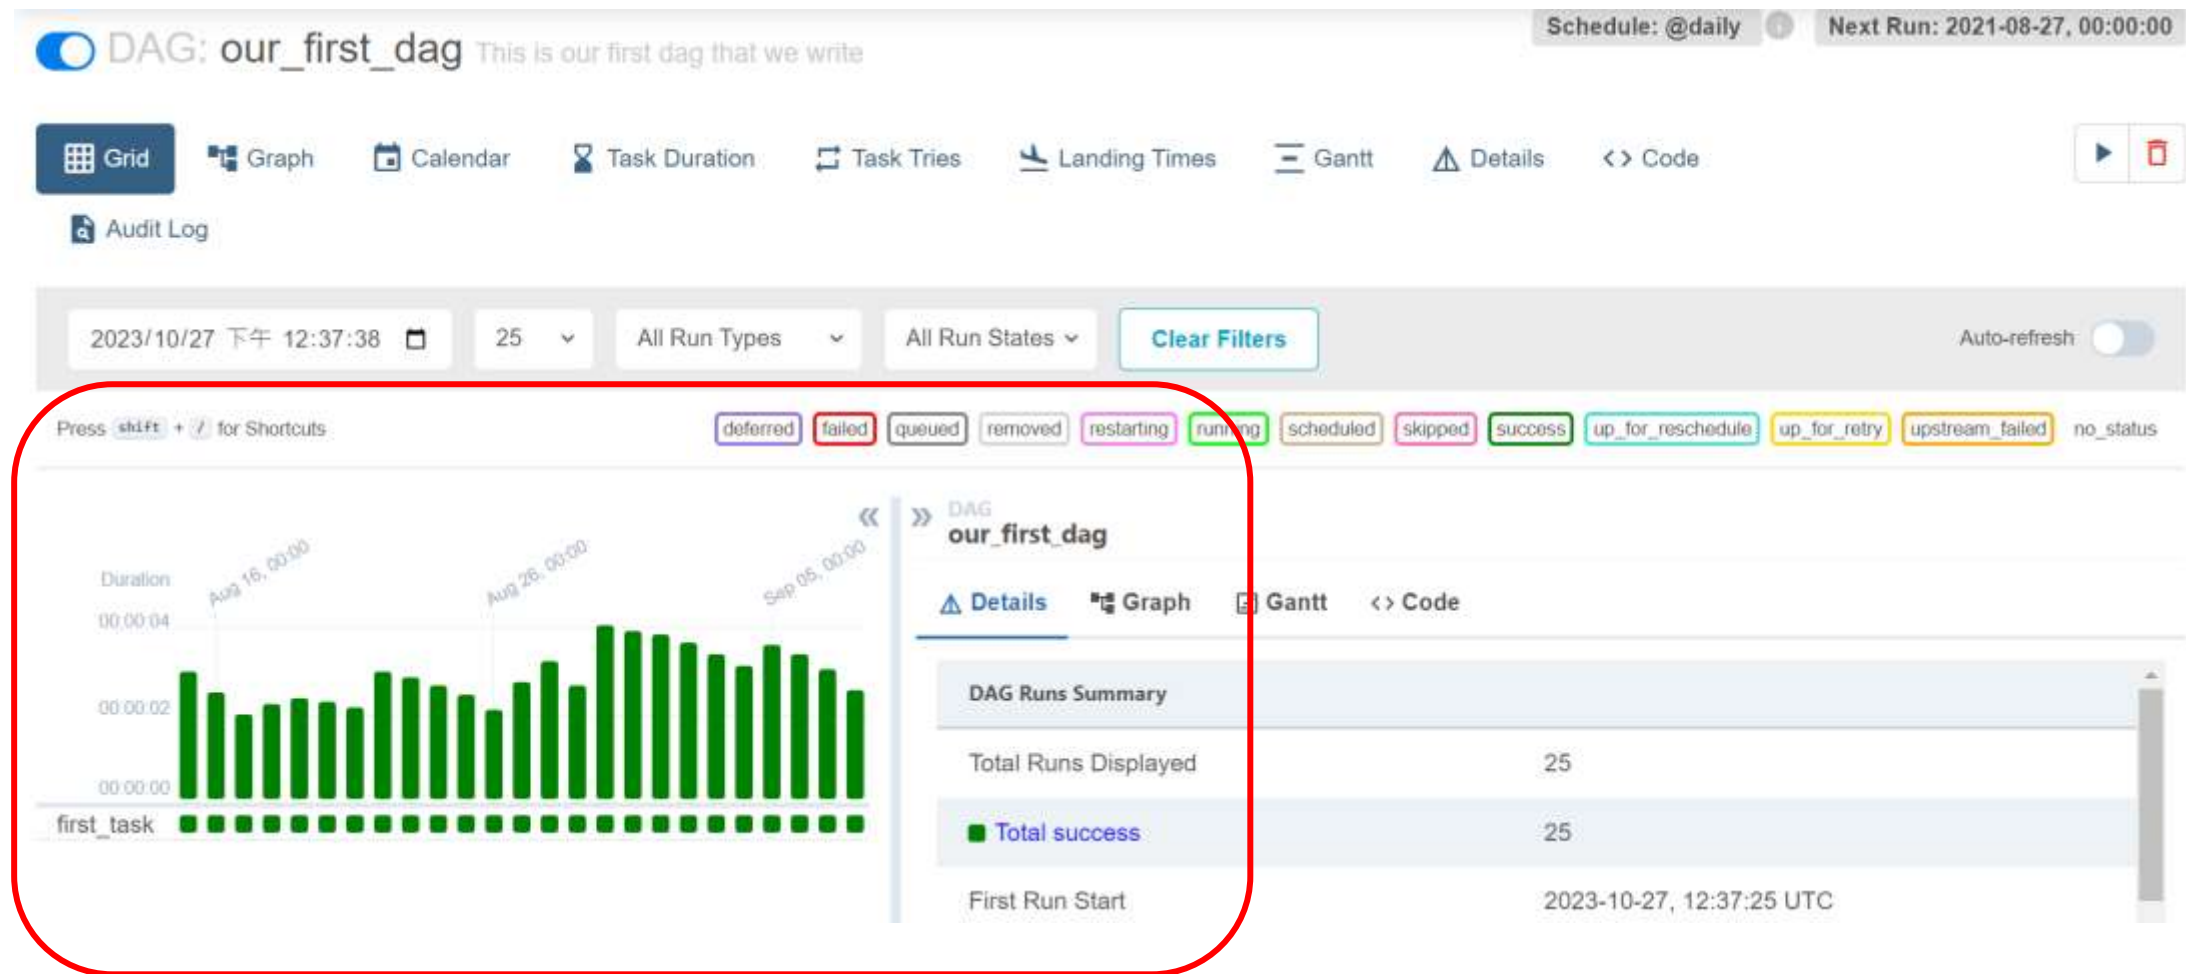 DAG: our_first_dag This is our first dag that we write
Schedule: @daily
Next Run: 2021-08-27, 00:00:00
Grid
Graph
Calendar
Task Duration
Task Tries
Landing Times
Gantt
Details
<> Code
Audit Log
2023/10/27 下午 12:37:38
25
All Run Types
All Run States
Clear Filters
Auto-refresh
Press shift + / for Shortcuts
deferred
failed
queued
removed
restarting
running
scheduled
skipped
success
up_for_reschedule
up_for_retry
upstream_failed
no_status
Duration
Aug 16, 00:00
Aug 26, 00:00
Sep 05, 00:00
00:00:04
00:00:02
00:00:00
first_task
DAG
our_first_dag
Details
Graph
Gantt
<> Code
DAG Runs Summary
Total Runs Displayed 25
Total success 25
First Run Start 2023-10-27, 12:37:25 UTC